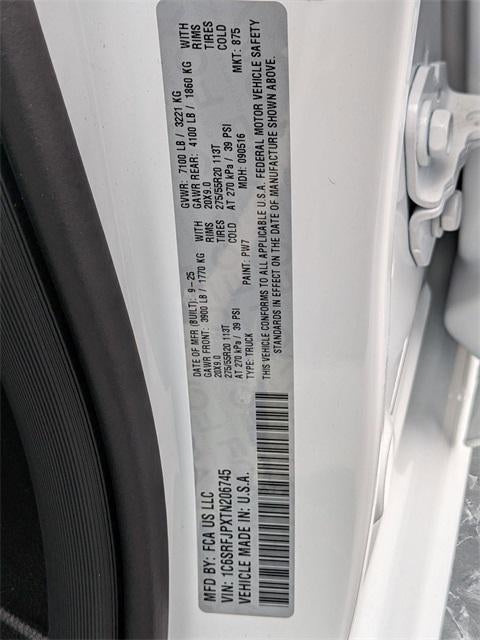 MFD BY: FCA US LLC
DATE OF MFR (BUILT): 9-25
GVWR: 7100 LB / 3221 KG
GAWR FRONT: 3900 LB / 1770 KG WITH
20X9.0 RIMS
275/55R20 113T TIRES
AT 270 kPa / 39 PSI COLD
GAWR REAR: 4100 LB / 1860 KG WITH
20X9.0 RIMS
275/55R20 113T TIRES
AT 270 kPa / 39 PSI COLD
VIN: 1C6SRFJPXTN206745
TYPE: TRUCK
PAINT: PW7
MDH: 090516
MKT: 875
VEHICLE MADE IN: U.S.A.
THIS VEHICLE CONFORMS TO ALL APPLICABLE U.S.A. FEDERAL MOTOR VEHICLE SAFETY
STANDARDS IN EFFECT ON THE DATE OF MANUFACTURE SHOWN ABOVE.